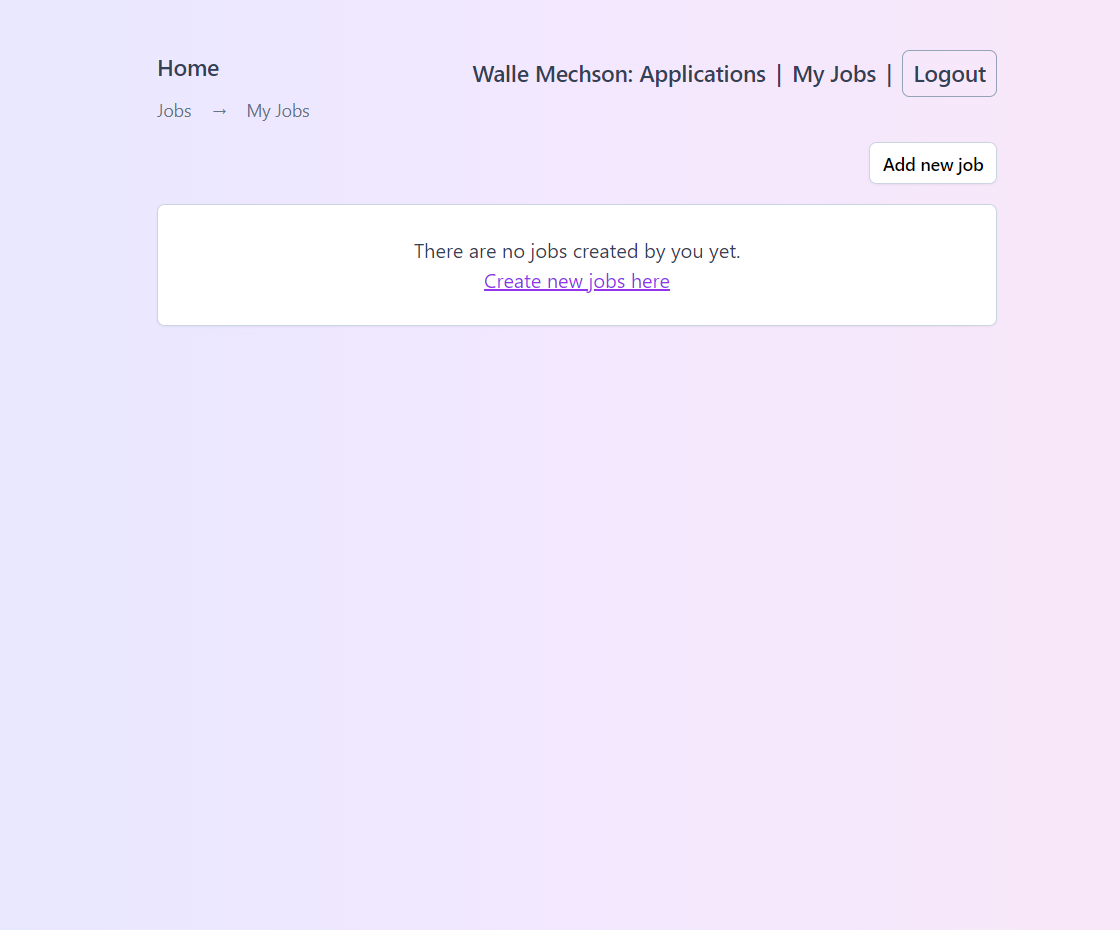 Home
Walle Mechson: Applications | My Jobs | Logout
Jobs → My Jobs
Add new job
There are no jobs created by you yet.
Create new jobs here